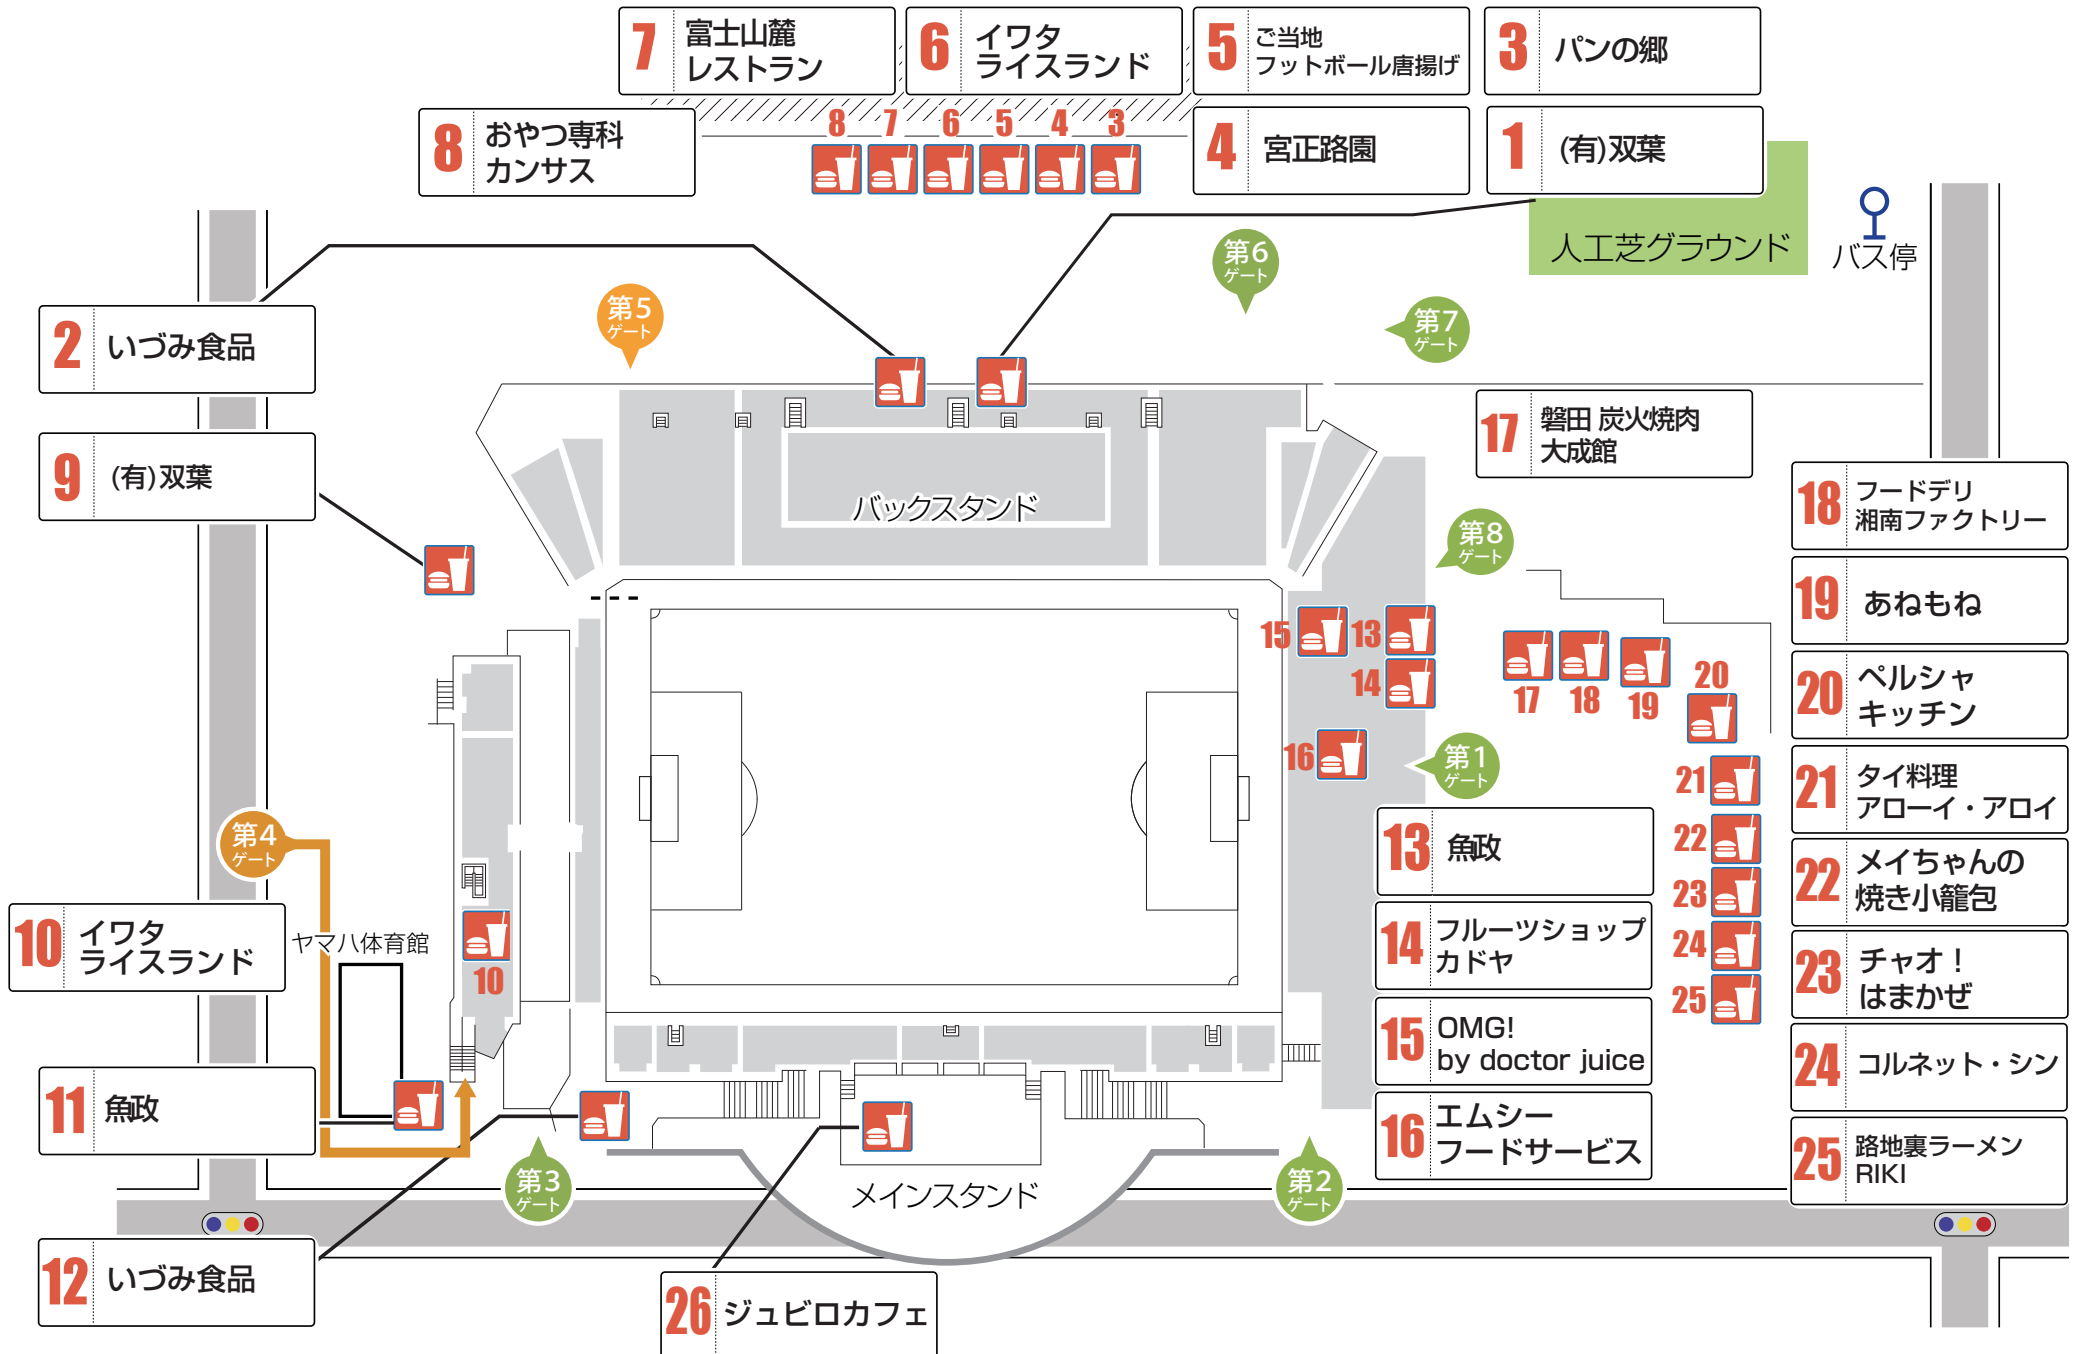 7
富士山麓
レストラン
6
イワタ
ライスランド
5
ご当地
フットボール唐揚げ
3
パンの郷
8
おやつ専科
カンサス
8 7 6 5 4 3
4
宮正路園
1
(有)双葉
人工芝グラウンド
バス停
第6
ゲート
第5
ゲート
第7
ゲート
2
いづみ食品
9
(有)双葉
17
磐田 炭火焼肉
大成館
バックスタンド
第8
ゲート
18
フードデリ
湘南ファクトリー
19
あねもね
20
ペルシャ
キッチン
21
タイ料理
アローイ・アロイ
22
メイちゃんの
焼き小籠包
23
チャオ！
はまかぜ
24
コルネット・シン
25
路地裏ラーメン
RIKI
15
13
14
16
17
18
19
20
21
22
23
24
25
第1
ゲート
第4
ゲート
10
イワタ
ライスランド
ヤマハ体育館
10
13
魚政
14
フルーツショップ
カドヤ
15
OMG!
by doctor juice
16
エムシー
フードサービス
11
魚政
第3
ゲート
メインスタンド
第2
ゲート
12
いづみ食品
26
ジュビロカフェ